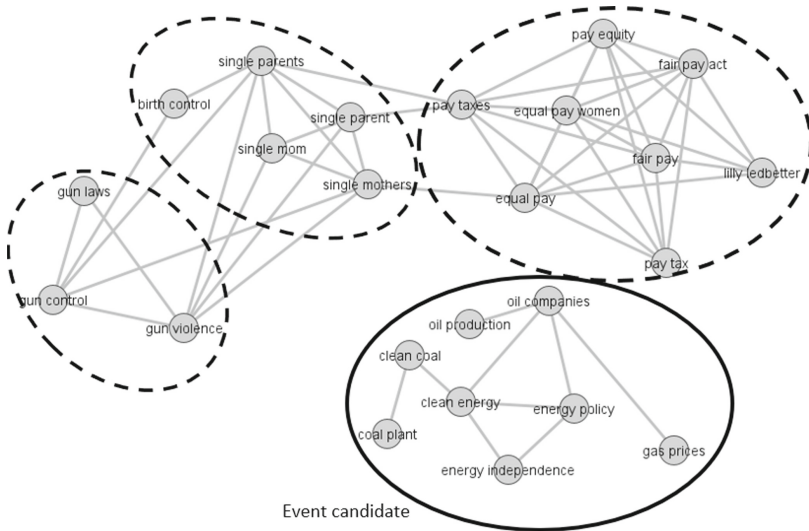 pay equity
single parents
fair pay act
birth control
pay taxes
equal pay women
single parent
single mom
fair pay
lilly ledbetter
single mothers
gun laws
equal pay
pay tax
gun control
oil companies
gun violence
oil production
clean coal
clean energy
energy policy
coal plant
gas prices
energy independence
Event candidate